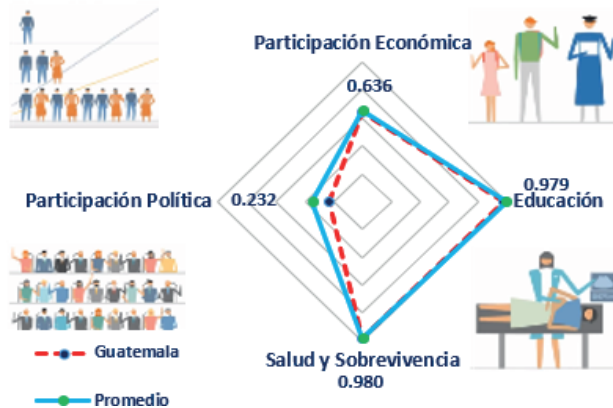 Participación Económica
0.636
0.979
Educación
Participación Política
0.232
Salud y Sobrevivencia
0.980
Guatemala
Promedio